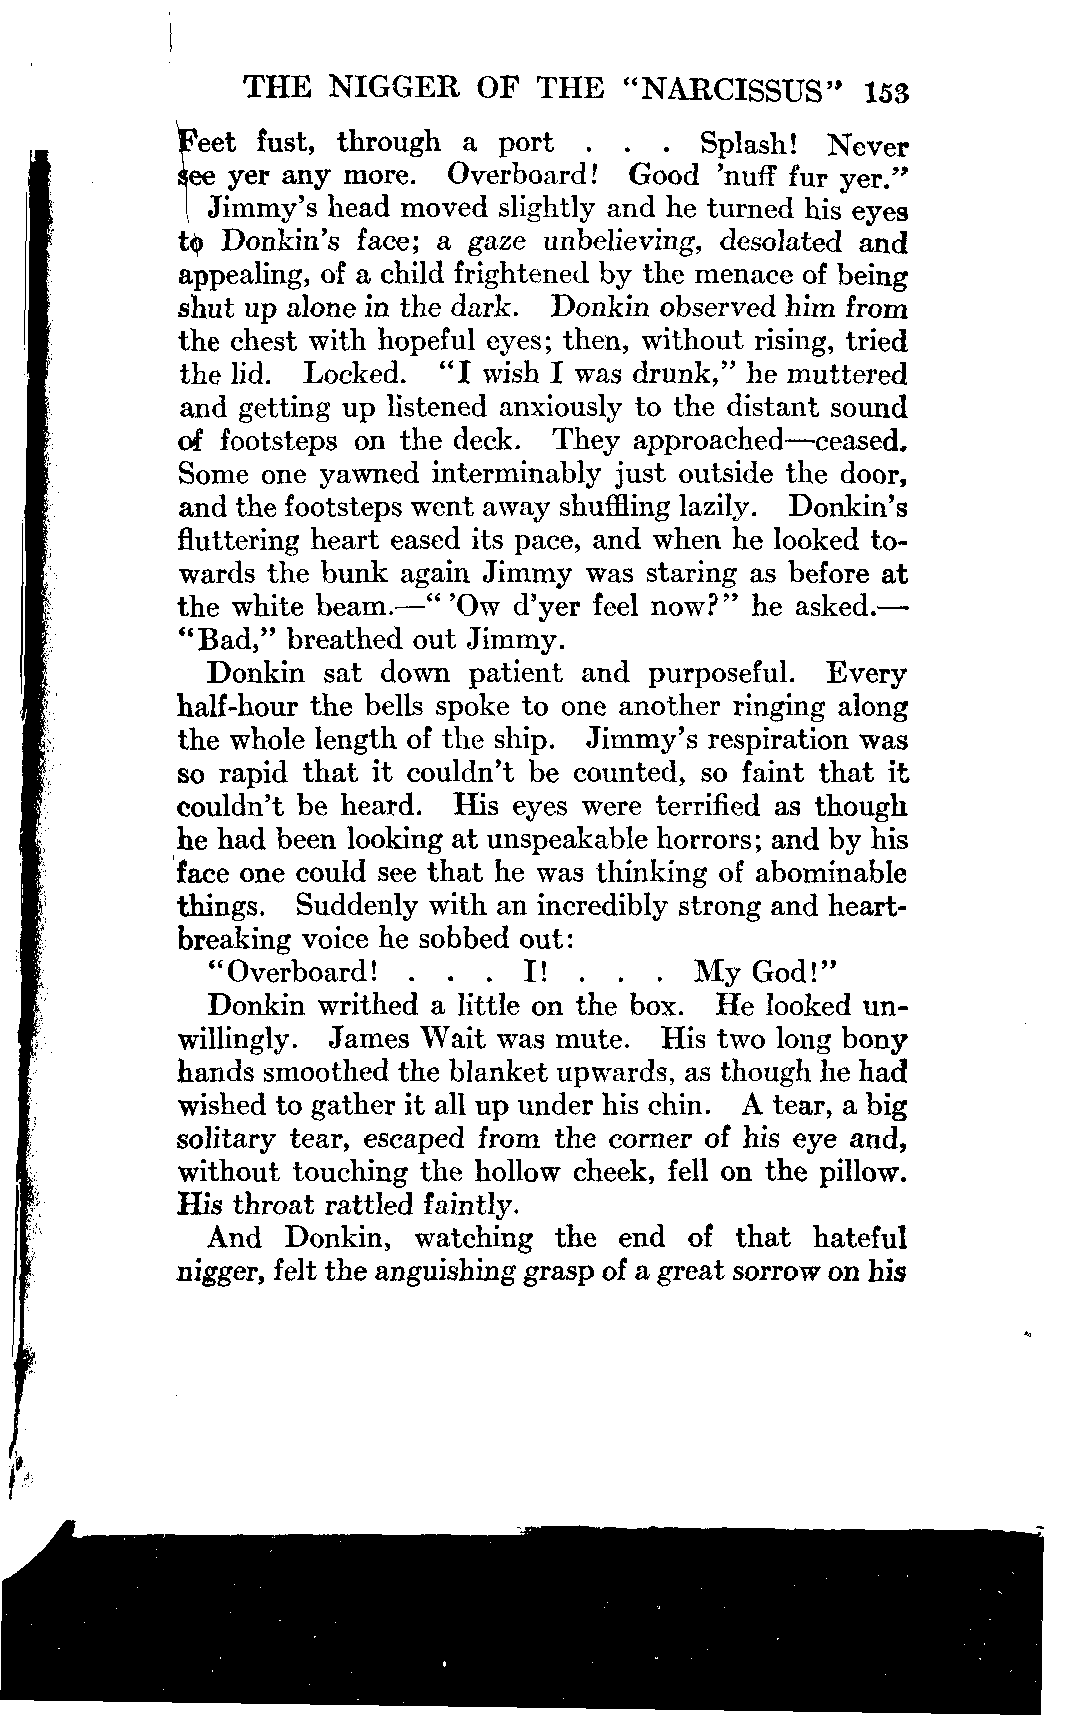 THE NIGGER OF THE "NARCISSUS" 153
Feet fust, through a port . . . Splash! Never
see yer any more. Overboard! Good 'nuff fur yer."
Jimmy's head moved slightly and he turned his eyes
to Donkin's face; a gaze unbelieving, desolated and
appealing, of a child frightened by the menace of being
shut up alone in the dark. Donkin observed him from
the chest with hopeful eyes; then, without rising, tried
the lid. Locked. "I wish I was drunk," he muttered
and getting up listened anxiously to the distant sound
of footsteps on the deck. They approached—ceased.
Some one yawned interminably just outside the door,
and the footsteps went away shuffling lazily. Donkin's
fluttering heart eased its pace, and when he looked to-
wards the bunk again Jimmy was staring as before at
the white beam.—"'Ow d'yer feel now?" he asked.—
"Bad," breathed out Jimmy.
Donkin sat down patient and purposeful. Every
half-hour the bells spoke to one another ringing along
the whole length of the ship. Jimmy's respiration was
so rapid that it couldn't be counted, so faint that it
couldn't be heard. His eyes were terrified as though
he had been looking at unspeakable horrors; and by his
face one could see that he was thinking of abominable
things. Suddenly with an incredibly strong and heart-
breaking voice he sobbed out:
"Overboard! . . . I! . . . My God!"
Donkin writhed a little on the box. He looked un-
willingly. James Wait was mute. His two long bony
hands smoothed the blanket upwards, as though he had
wished to gather it all up under his chin. A tear, a big
solitary tear, escaped from the corner of his eye and,
without touching the hollow cheek, fell on the pillow.
His throat rattled faintly.
And Donkin, watching the end of that hateful
nigger, felt the anguishing grasp of a great sorrow on his